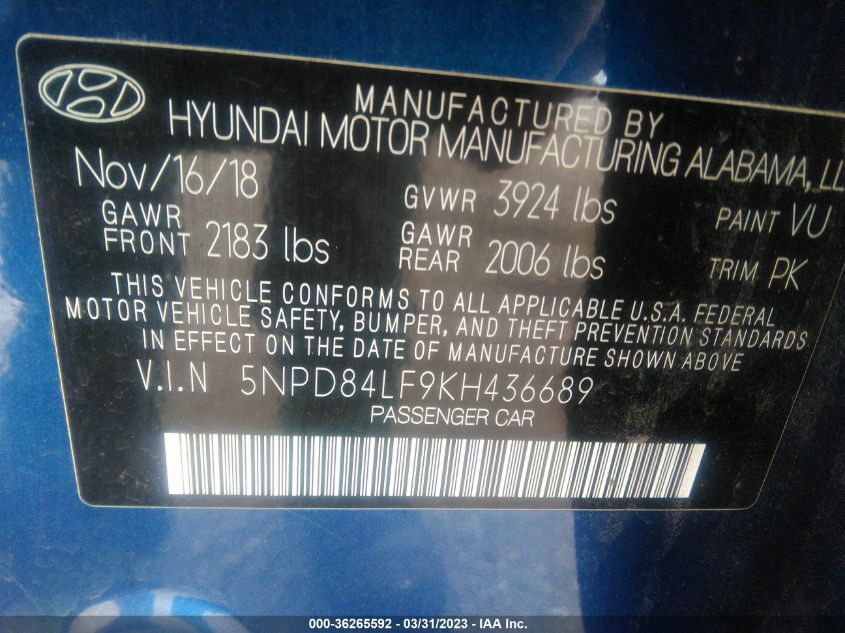 MANUFACTURED BY
HYUNDAI MOTOR MANUFACTURING ALABAMA, LL
Nov/16/18 GVWR 3924 lbs PAINT VU
GAWR FRONT 2183 lbs GAWR REAR 2006 lbs TRIM PK
THIS VEHICLE CONFORMS TO ALL APPLICABLE U.S.A. FEDERAL
MOTOR VEHICLE SAFETY, BUMPER, AND THEFT PREVENTION STANDARDS
IN EFFECT ON THE DATE OF MANUFACTURE SHOWN ABOVE
V.I.N 5NPD84LF9KH436689
PASSENGER CAR
000-36265592 - 03/31/2023 - IAA Inc.